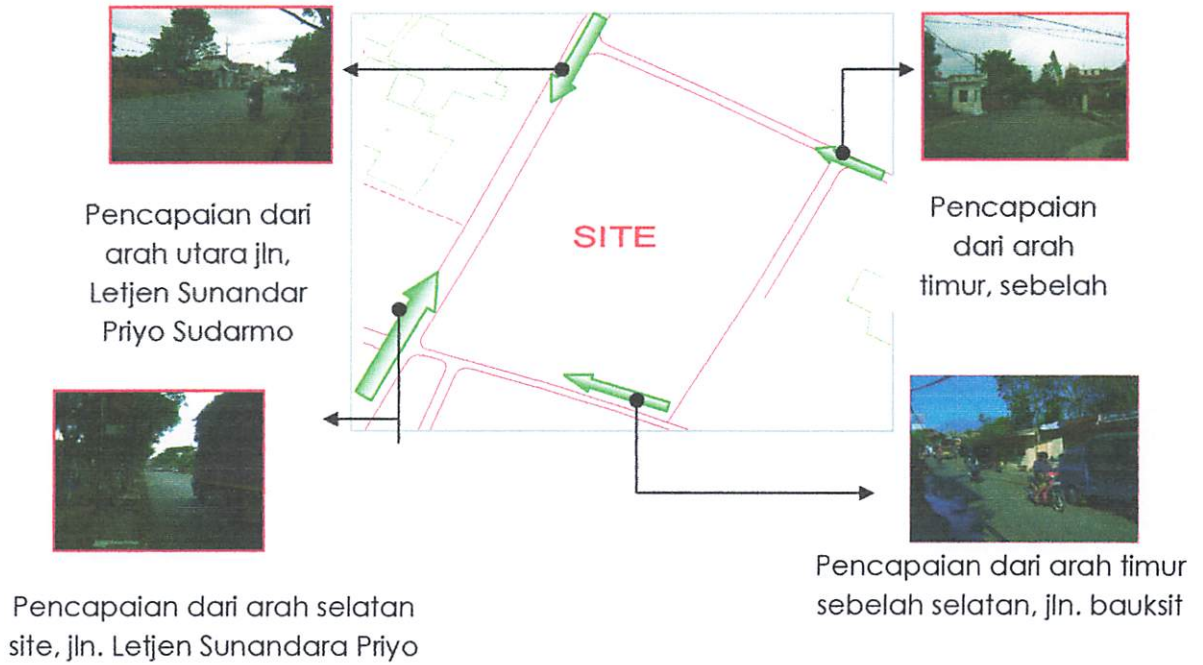 Pencapaian dari
arah utara jln,
Letjen Sunandar
Priyo Sudarmo
SITE
Pencapaian
dari arah
timur, sebelah
Pencapaian dari arah selatan
site, jln. Letjen Sunandara Priyo
Pencapaian dari arah timur
sebelah selatan, jln. bauksit